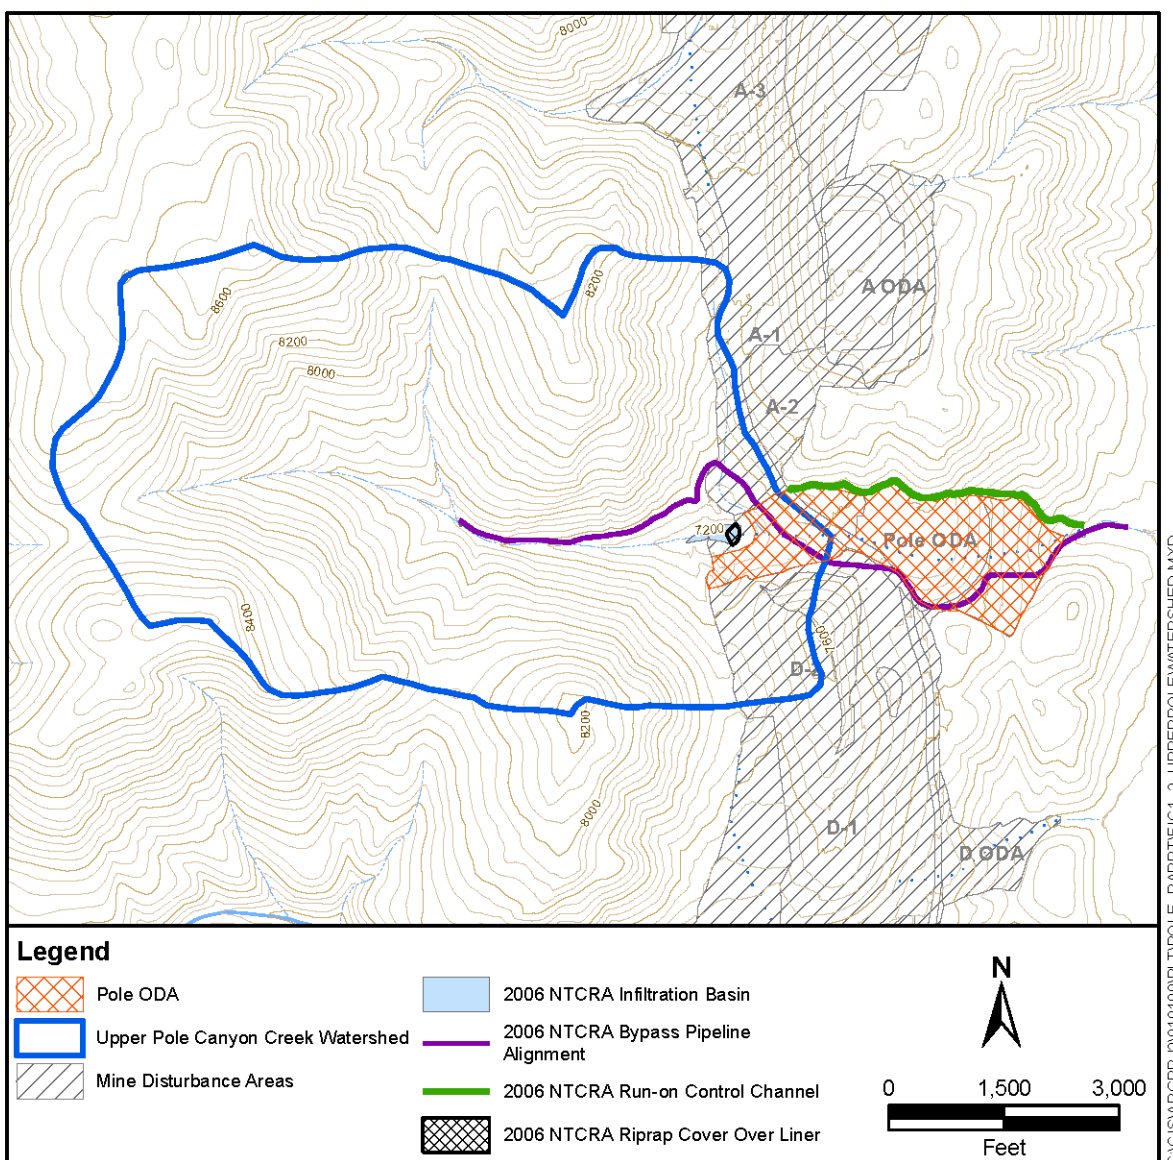 8000
A-3
A ODA
8200
8600
8200
A-1
8000
A-2
7200
Pole ODA
8400
7600
8200
8000
D-1
D ODA
Legend
Pole ODA
Upper Pole Canyon Creek Watershed
Mine Disturbance Areas
2006 NTCRA Infiltration Basin
2006 NTCRA Bypass Pipeline
Alignment
2006 NTCRA Run-on Control Channel
2006 NTCRA Riprap Cover Over Liner
N
0 1,500 3,000
Feet